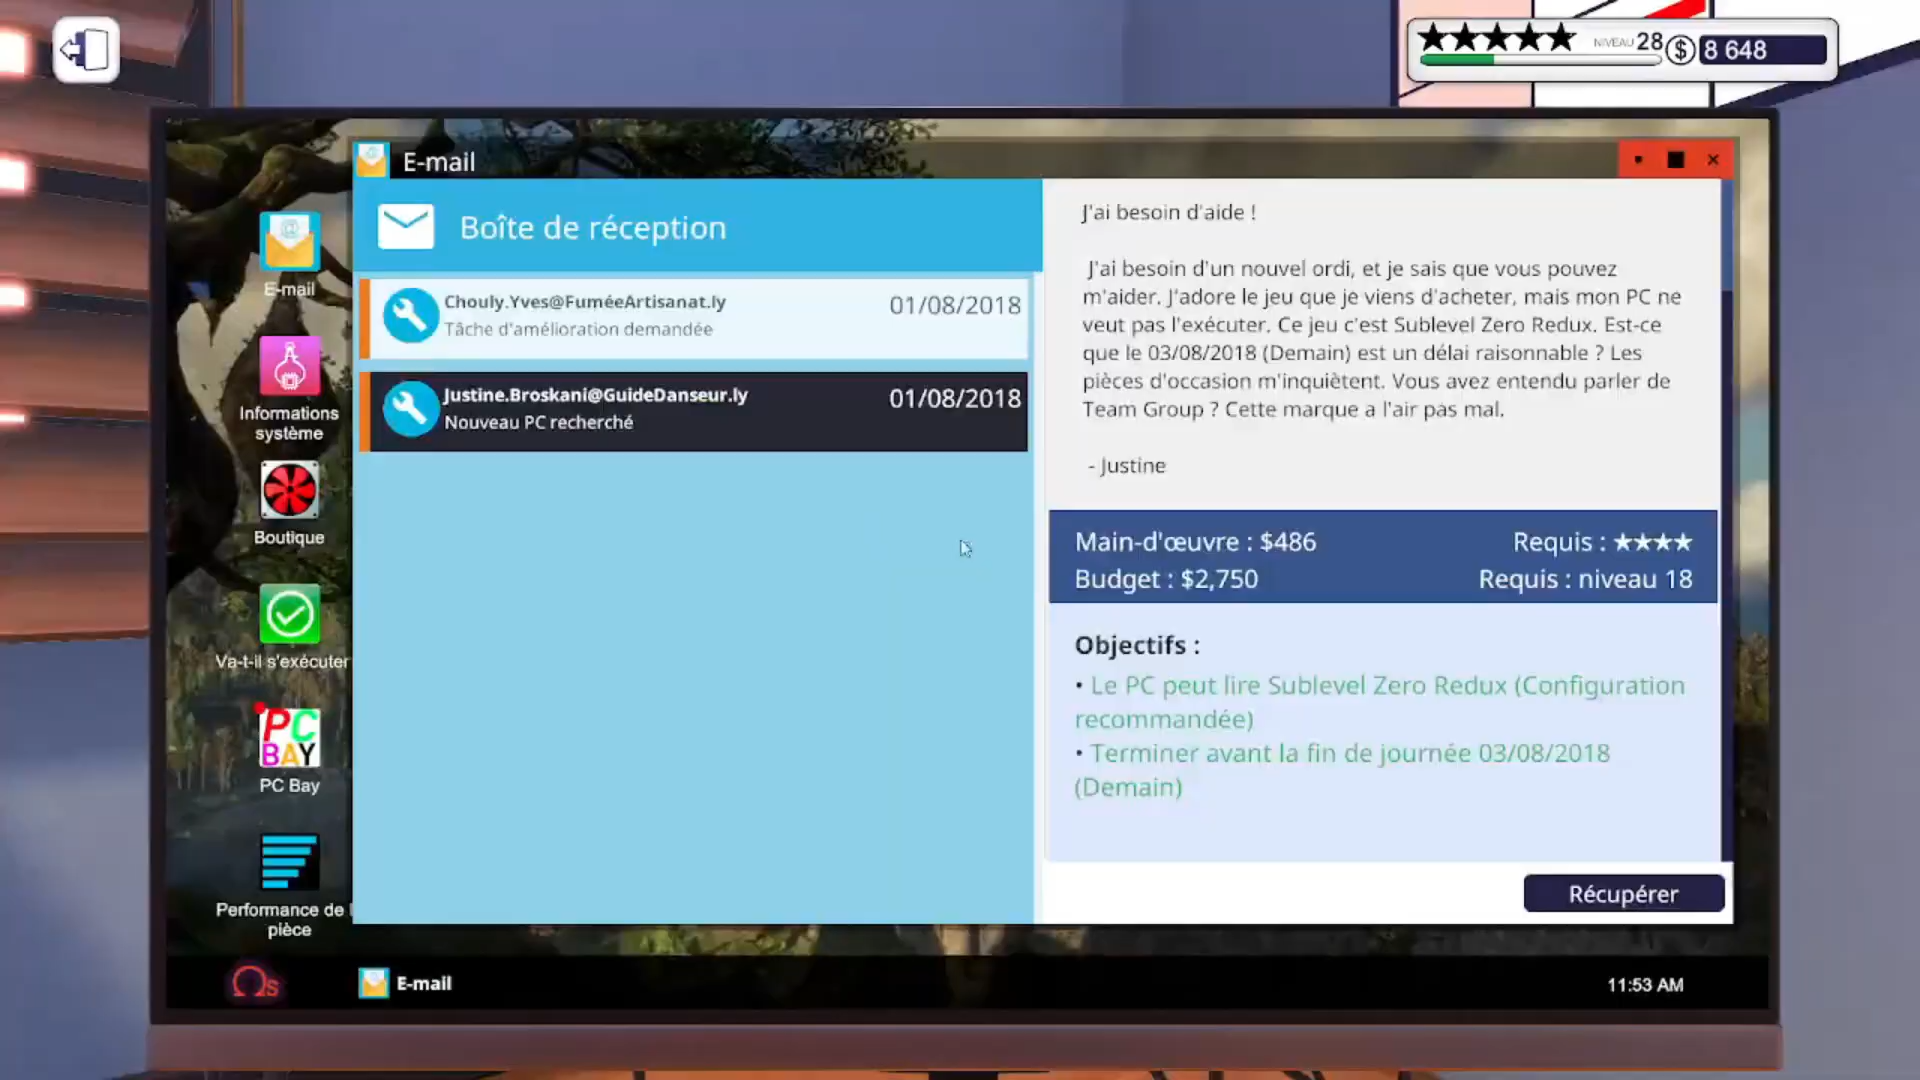 NIVEAU 28
$ 8 648
E-mail
Boîte de réception
Chouly.Yves@FuméeArtisanat.ly
01/08/2018
Tâche d'amélioration demandée
Justine.Broskani@GuideDanseur.ly
01/08/2018
Nouveau PC recherché
J'ai besoin d'aide !
J'ai besoin d'un nouvel ordi, et je sais que vous pouvez
m'aider. J'adore le jeu que je viens d'acheter, mais mon PC ne
veut pas l'exécuter. Ce jeu c'est Sublevel Zero Redux. Est-ce
que le 03/08/2018 (Demain) est un délai raisonnable ? Les
pièces d'occasion m'inquiètent. Vous avez entendu parler de
Team Group ? Cette marque a l'air pas mal.
- Justine
Main-d'œuvre : $486
Requis : ★★★★
Budget : $2,750
Requis : niveau 18
Objectifs :
• Le PC peut lire Sublevel Zero Redux (Configuration
recommandée)
• Terminer avant la fin de journée 03/08/2018
(Demain)
Récupérer
E-mail
Informations
système
Boutique
Va-t-il s'exécuter
PC
BAY
PC Bay
Performance de
pièce
Ωs
E-mail
11:53 AM